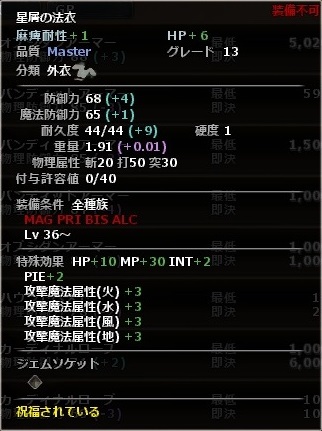 星屑の法衣 装備不可
麻痺耐性+1 HP+6
品質 Master グレード 13
分類 外衣
防御力 68 (+4)
魔法防御力 65 (+1)
耐久度 44/44 (+9) 硬度 1
重量 1.91 (+0.01)
物理属性 斬20 打50 突30
付与許容値 0/40
装備条件 全種族
MAG PRI BIS ALC
Lv 36～
特殊効果 HP+10 MP+30 INT+2
PIE+2
攻撃魔法属性(火) +3
攻撃魔法属性(水) +3
攻撃魔法属性(風) +3
攻撃魔法属性(地) +3
ジェムソケット
祝福されている